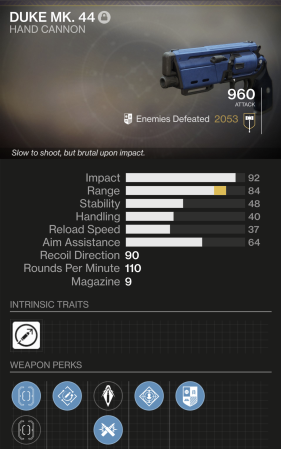 DUKE MK. 44
HAND CANNON
960
ATTACK
Enemies Defeated 2053
Slow to shoot, but brutal upon impact.
Impact 92
Range 84
Stability 48
Handling 40
Reload Speed 37
Aim Assistance 64
Recoil Direction 90
Rounds Per Minute 110
Magazine 9
INTRINSIC TRAITS
WEAPON PERKS